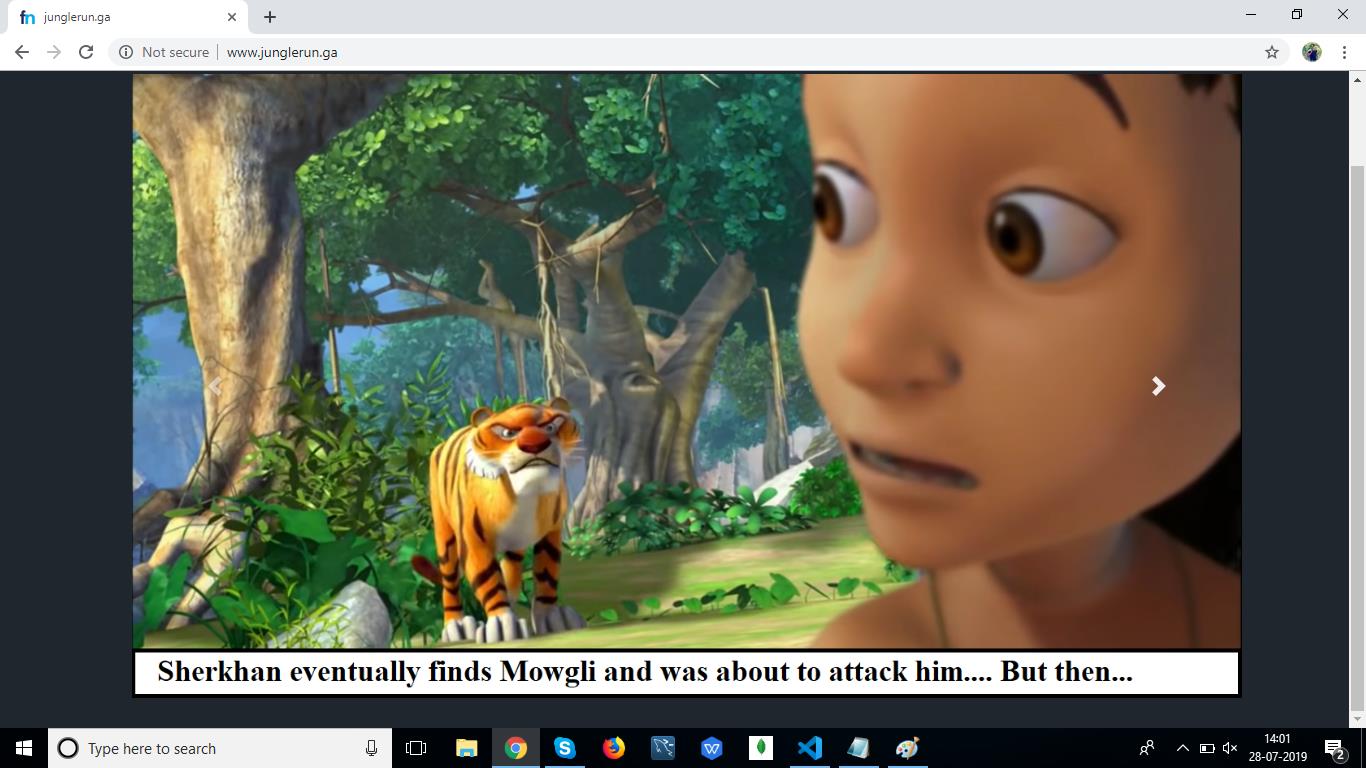 junglerun.ga
Not secure
www.junglerun.ga
Sherkhan eventually finds Mowgli and was about to attack him.... But then...
Type here to search
14:01
28-07-2019
2